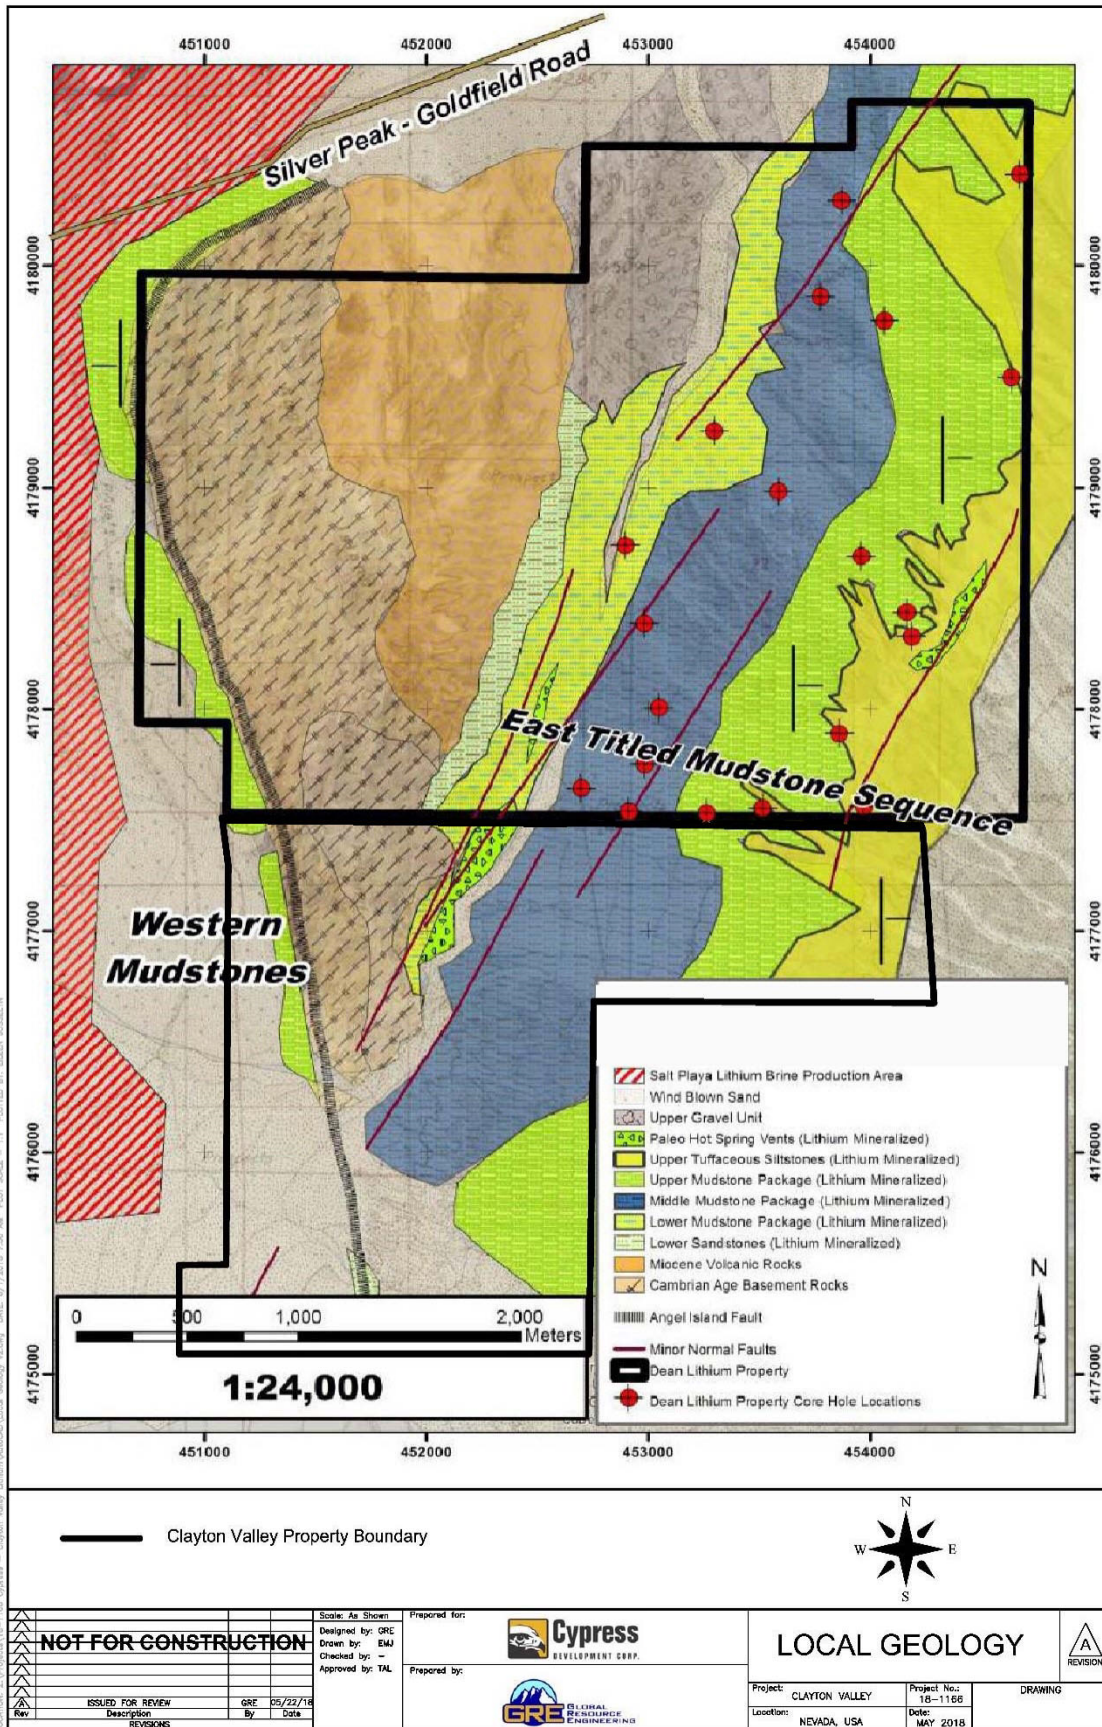 451000
452000
453000
454000
Silver Peak - Goldfield Road
4180000
4180000
4179000
4179000
4178000
4178000
East Titled Mudstone Sequence
4177000
4177000
Western
Mudstones
4176000
4176000
4175000
4175000
Salt Playa Lithium Brine Production Area
Wind Blown Sand
Upper Gravel Unit
Paleo Hot Spring Vents (Lithium Mineralized)
Upper Tuffaceous Siltstones (Lithium Mineralized)
Upper Mudstone Package (Lithium Mineralized)
Middle Mudstone Package (Lithium Mineralized)
Lower Mudstone Package (Lithium Mineralized)
Lower Sandstones (Lithium Mineralized)
Miocene Volcanic Rocks
Cambrian Age Basement Rocks
Angel Island Fault
Minor Normal Faults
Dean Lithium Property
Dean Lithium Property Core Hole Locations
N
0 500 1,000 2,000
Meters
1:24,000
451000
452000
453000
454000
Clayton Valley Property Boundary
N
W E
S
NOT FOR CONSTRUCTION
A ISSUED FOR REVIEW GRE 05/22/18
Rev Description By Date
REVISIONS
Scale: As Shown
Designed by: GRE
Drawn by: EMJ
Checked by: –
Approved by: TAL
Prepared for:
Cypress
DEVELOPMENT CORP.
Prepared by:
GRE GLOBAL
RESOURCE
ENGINEERING
LOCAL GEOLOGY
A
REVISION
Project: CLAYTON VALLEY
Project No.: 18-1166
DRAWING
Location: NEVADA, USA
Date: MAY 2018